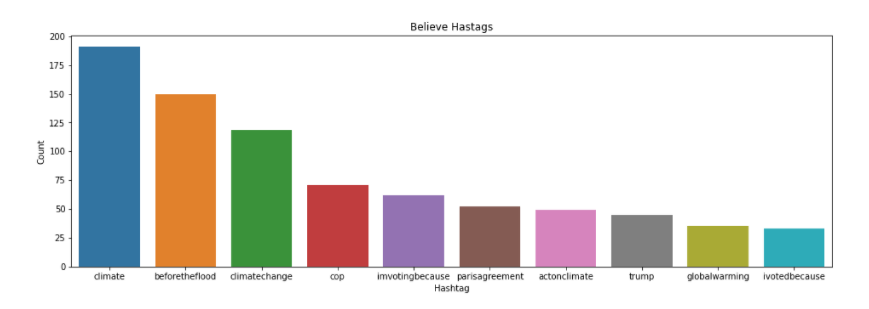 Believe Hastags
200
175
150
125
100
75
50
25
0
Count
climate beforetheflood climatechange cop imvotingbecause parisagreement actonclimate trump globalwarming ivotedbecause
Hashtag